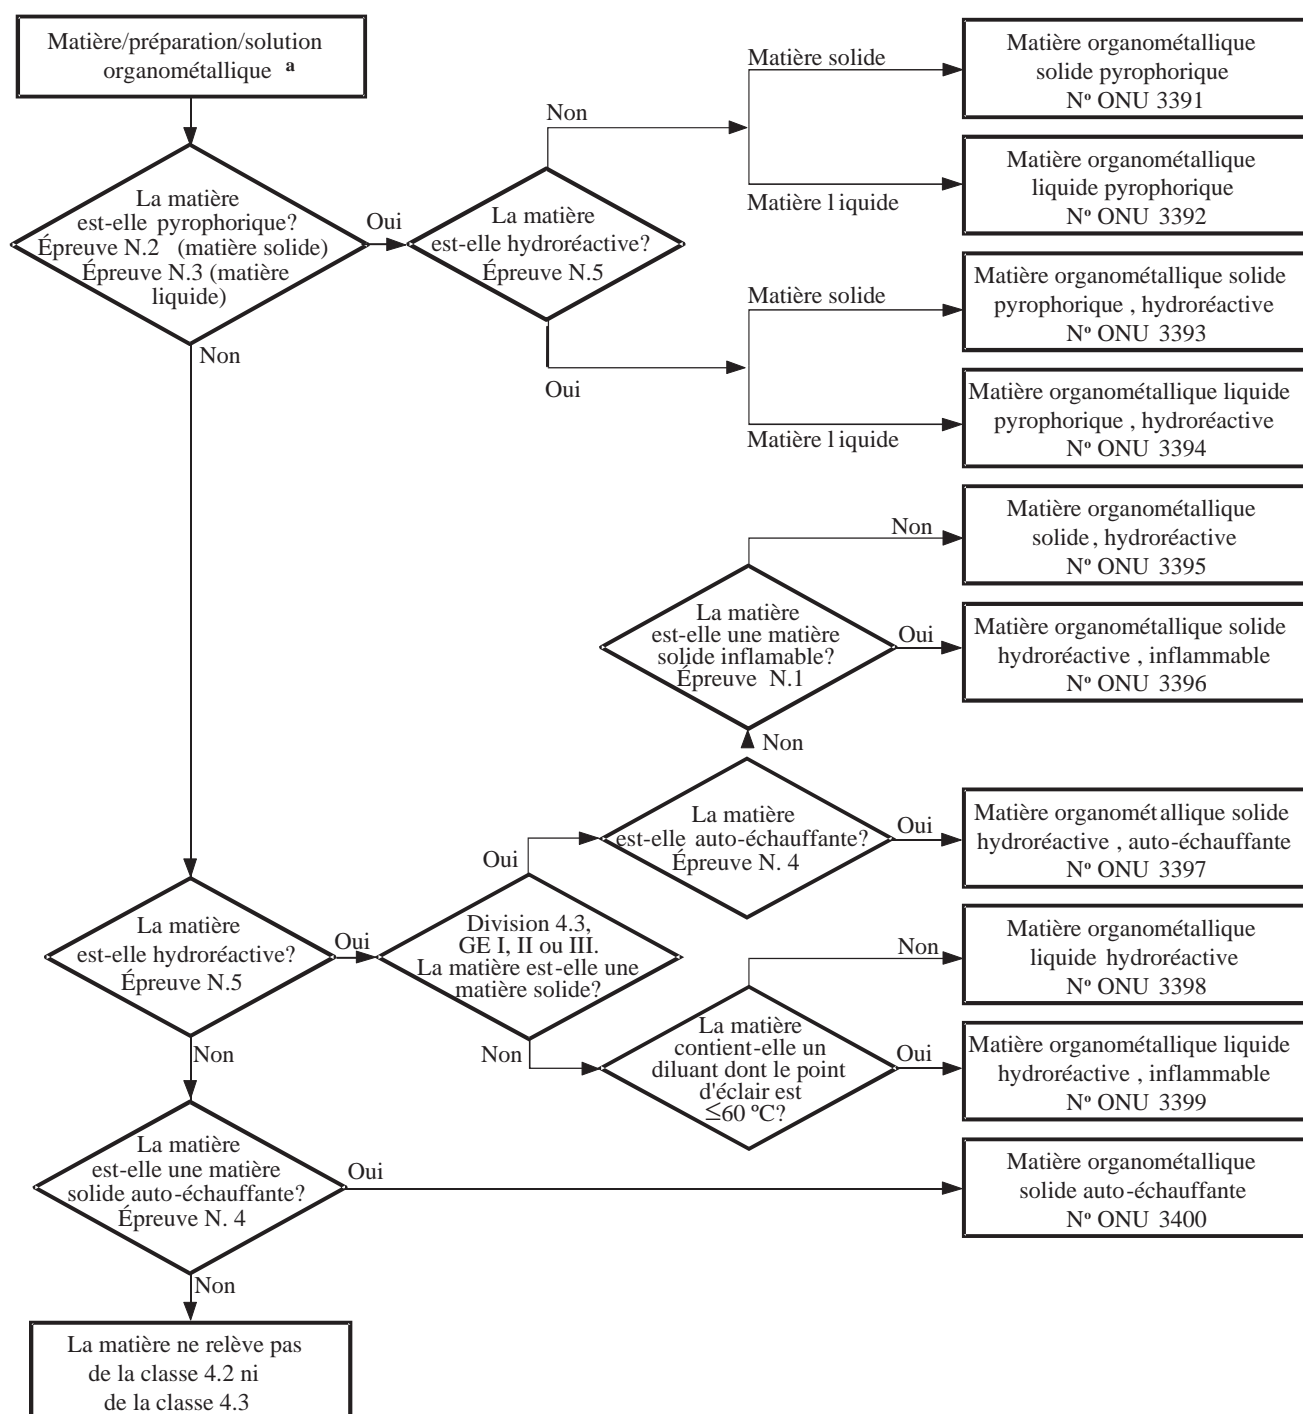 Matière/préparation/solution
organométallique a
La matière
est-elle pyrophorique?
Épreuve N.2 (matière solide)
Épreuve N.3 (matière
liquide)
Oui
Non
La matière
est-elle hydroréactive?
Épreuve N.5
Non
Oui
Matière solide
Matière liquide
Matière solide
Matière liquide
Matière organométallique
solide pyrophorique
Nº ONU 3391
Matière organométallique
liquide pyrophorique
Nº ONU 3392
Matière organométallique solide
pyrophorique , hydroréactive
Nº ONU 3393
Matière organométallique liquide
pyrophorique , hydroréactive
Nº ONU 3394
Matière organométallique
solide , hydroréactive
Nº ONU 3395
Non
La matière
est-elle une matière
solide inflamable?
Épreuve N.1
Oui
Matière organométallique solide
hydroréactive , inflammable
Nº ONU 3396
Non
La matière
est-elle auto-échauffante?
Épreuve N. 4
Oui
Matière organométallique solide
hydroréactive , auto-échauffante
Nº ONU 3397
Oui
La matière
est-elle hydroréactive?
Épreuve N.5
Oui
Division 4.3,
GE I, II ou III.
La matière est-elle une
matière solide?
Non
Non
Matière organométallique
liquide hydroréactive
Nº ONU 3398
La matière
contient-elle un
diluant dont le point
d'éclair est
≤60 ºC?
Oui
Matière organométallique liquide
hydroréactive , inflammable
Nº ONU 3399
Non
La matière
est-elle une matière
solide auto-échauffante?
Épreuve N. 4
Oui
Matière organométallique
solide auto-échauffante
Nº ONU 3400
Non
La matière ne relève pas
de la classe 4.2 ni
de la classe 4.3